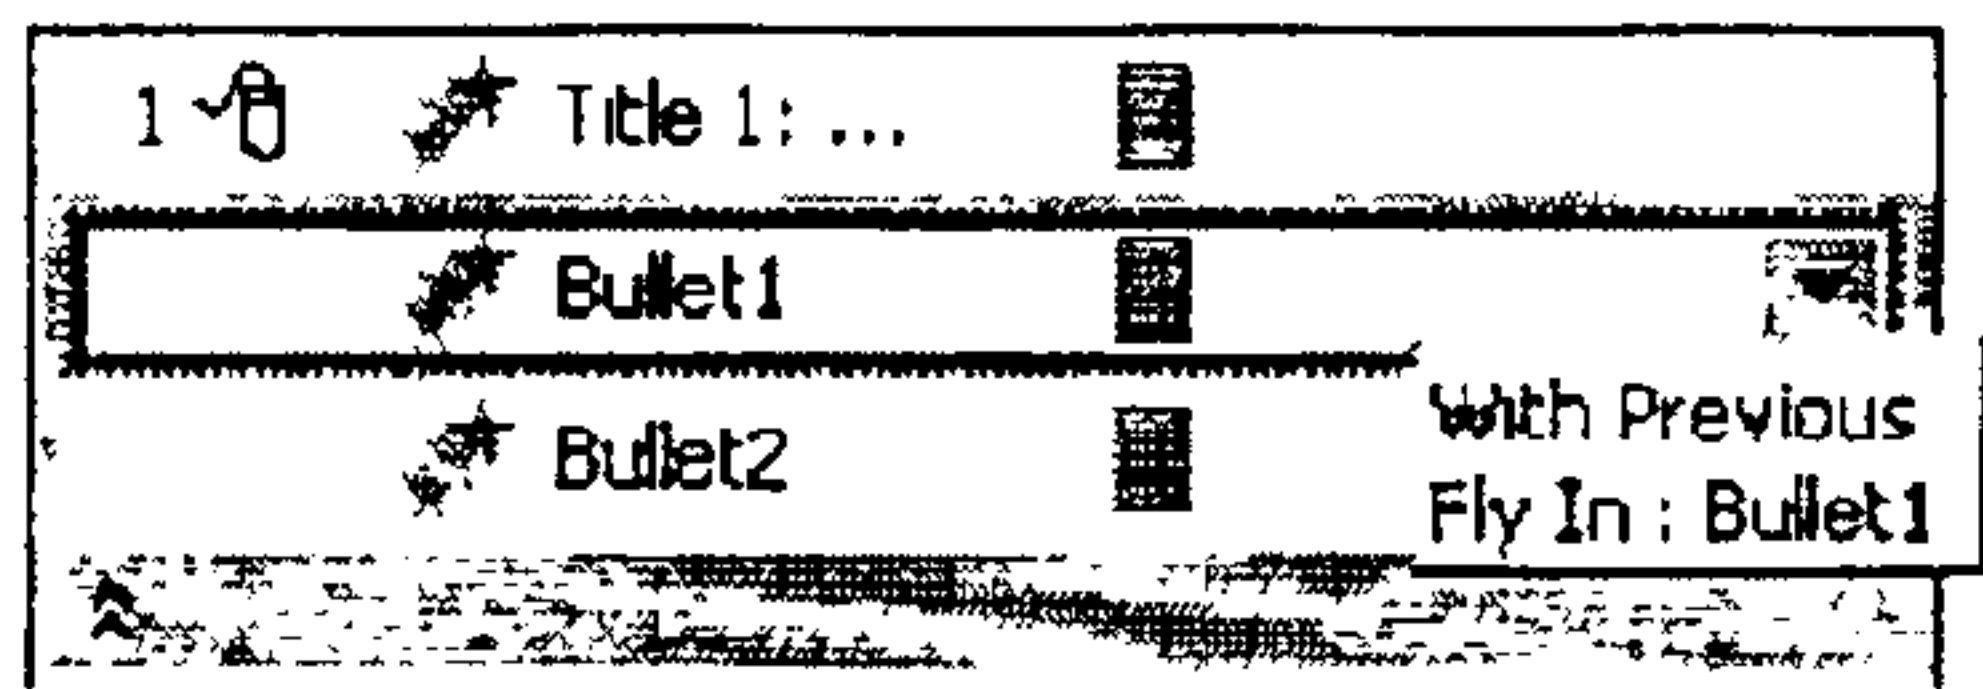 1 Title 1: ...
Bullet1
Bullet2
With Previous
Fly In : Bullet1